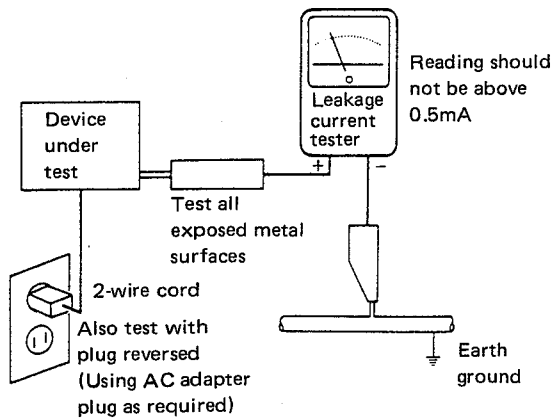 Reading should
not be above
0.5mA
Leakage
current
tester
+
−
Device
under
test
Test all
exposed metal
surfaces
2-wire cord
Also test with
plug reversed
(Using AC adapter
plug as required)
Earth
ground